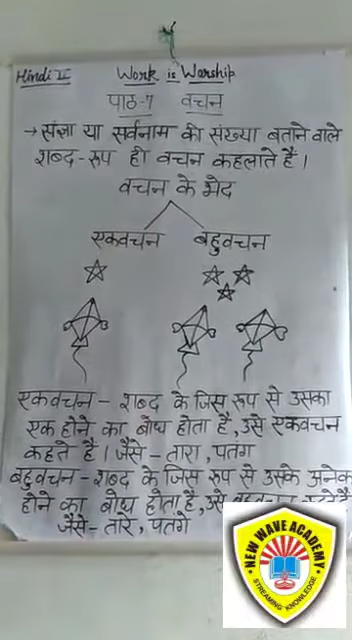 Hindi II Work is Worship
पाठ-7 वचन
→ संज्ञा या सर्वनाम की संख्या बताने वाले
शब्द-रूप ही वचन कहलाते हैं।
वचन के भेद
एकवचन बहुवचन
एकवचन - शब्द के जिस रूप से उसका
एक होने का बोध होता है, उसे एकवचन
कहते हैं। जैसे - तारा, पतंग
बहुवचन - शब्द के जिस रूप से उसके अनेक
होने का बोध होता है, उसे
जैसे - तारे, पतंगे
NEW WAVE ACADEMY
STREAMING KNOWLEDGE